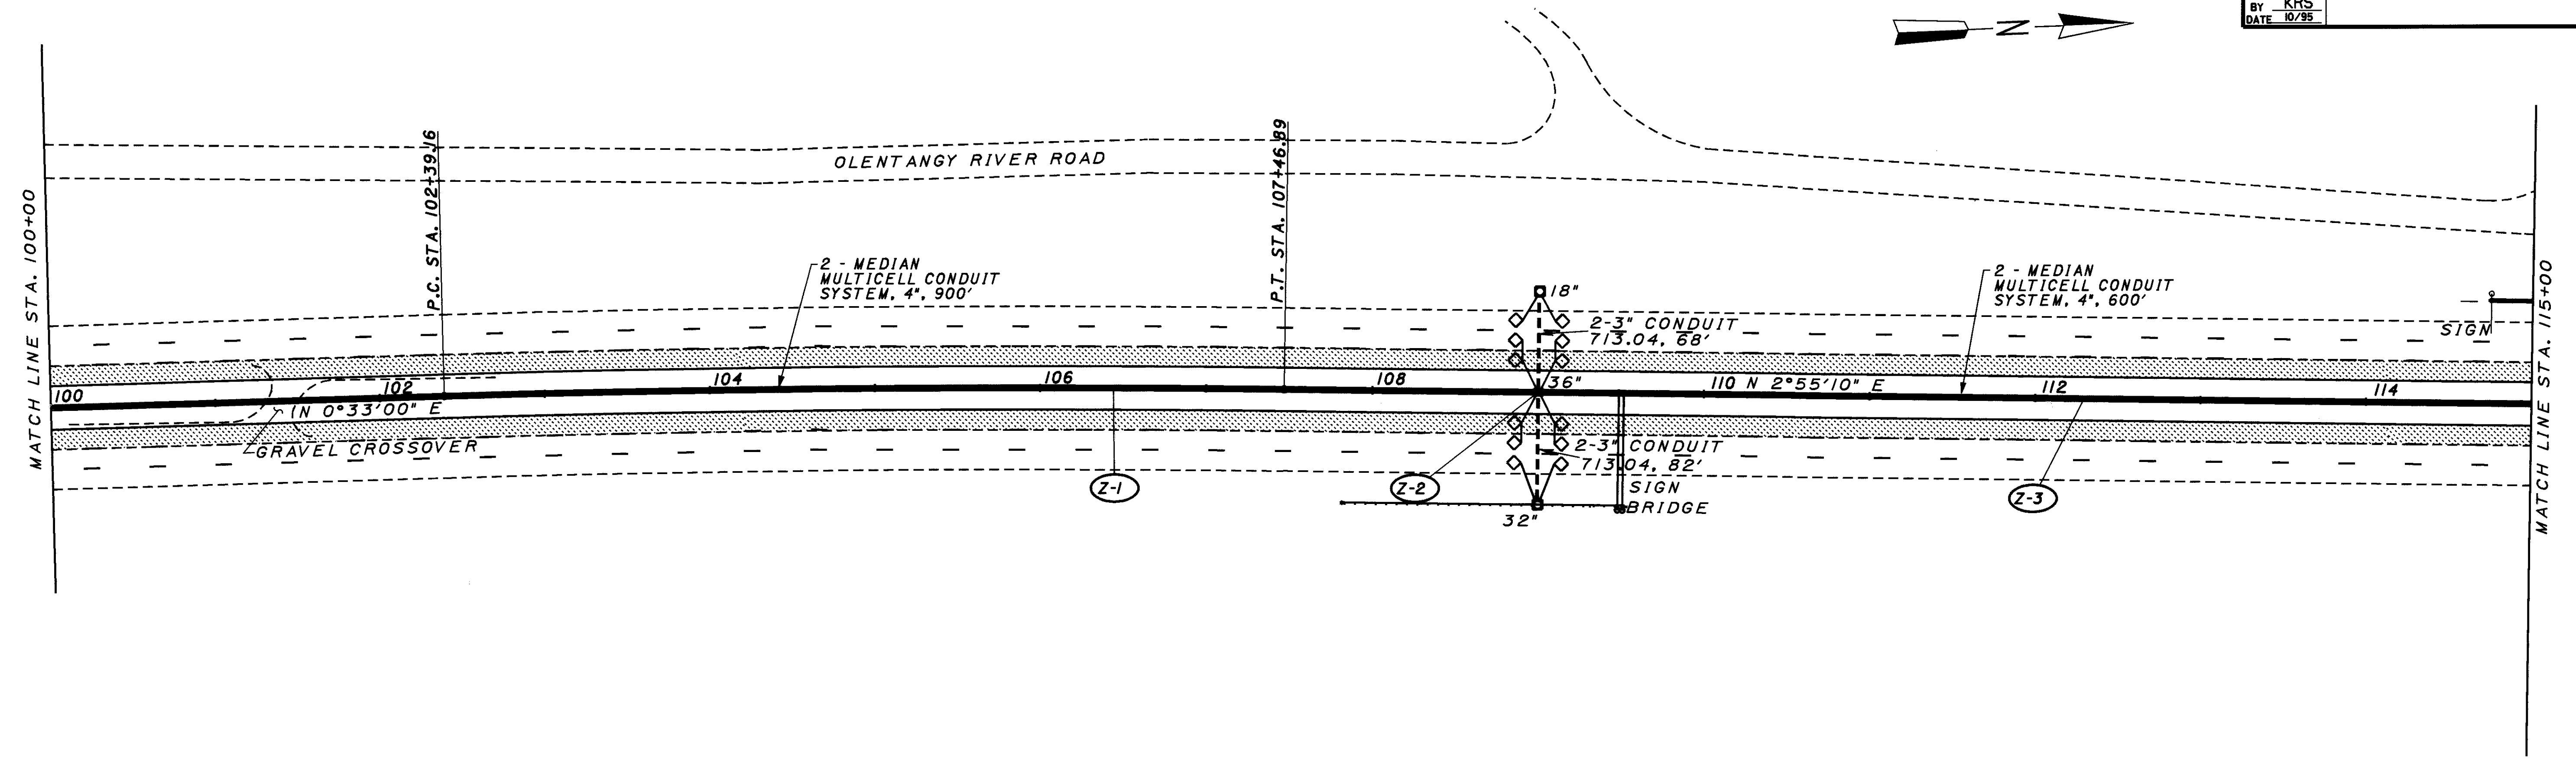 BY KRS
DATE 10/95
N
OLENTANGY RIVER ROAD
MATCH LINE STA. 100+00
P.C. STA. 102+39.16
P.T. STA. 107+46.89
2 - MEDIAN
MULTICELL CONDUIT
SYSTEM, 4", 900'
18"
2-3" CONDUIT
713.04, 68'
2 - MEDIAN
MULTICELL CONDUIT
SYSTEM, 4", 600'
SIGN
MATCH LINE STA. 115+00
100
102
104
106
108
36"
110 N 2°55'10" E
112
114
N 0°33'00" E
GRAVEL CROSSOVER
2-3" CONDUIT
713.04, 82'
Z-1
Z-2
SIGN
BRIDGE
Z-3
32"